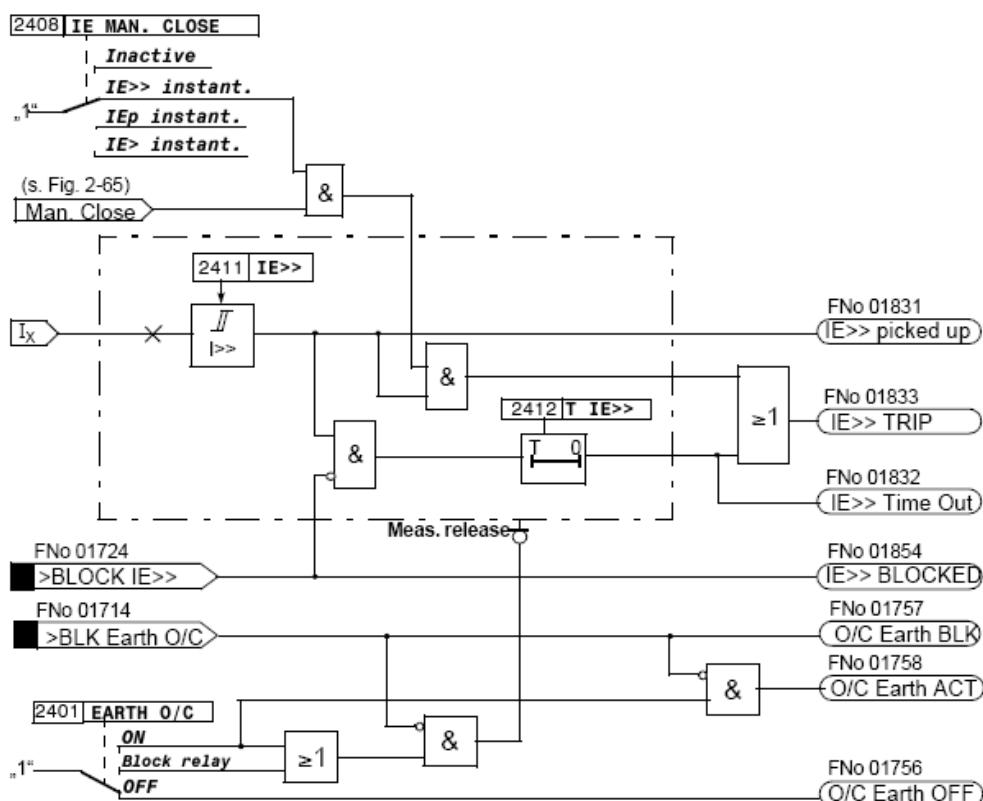 2408 IE MAN. CLOSE
Inactive
IE>> instant.
„1“
IEp instant.
IE> instant.
(s. Fig. 2-65)
Man. Close
&
2411 IE>>
IX
I>>
FNo 01831
IE>> picked up
&
2412 T IE>>
T 0
≥1
FNo 01833
IE>> TRIP
&
FNo 01832
IE>> Time Out
Meas. release
FNo 01724
>BLOCK IE>>
FNo 01854
IE>> BLOCKED
FNo 01714
>BLK Earth O/C
FNo 01757
O/C Earth BLK
FNo 01758
O/C Earth ACT
&
2401 EARTH O/C
ON
Block relay
„1“
OFF
≥1
&
FNo 01756
O/C Earth OFF